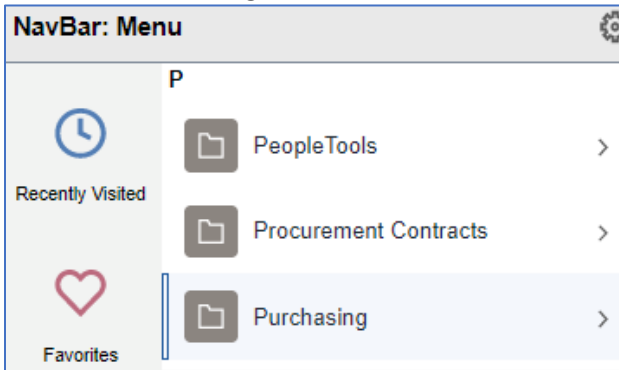 NavBar: Menu
P
PeopleTools
Recently Visited
Procurement Contracts
Purchasing
Favorites